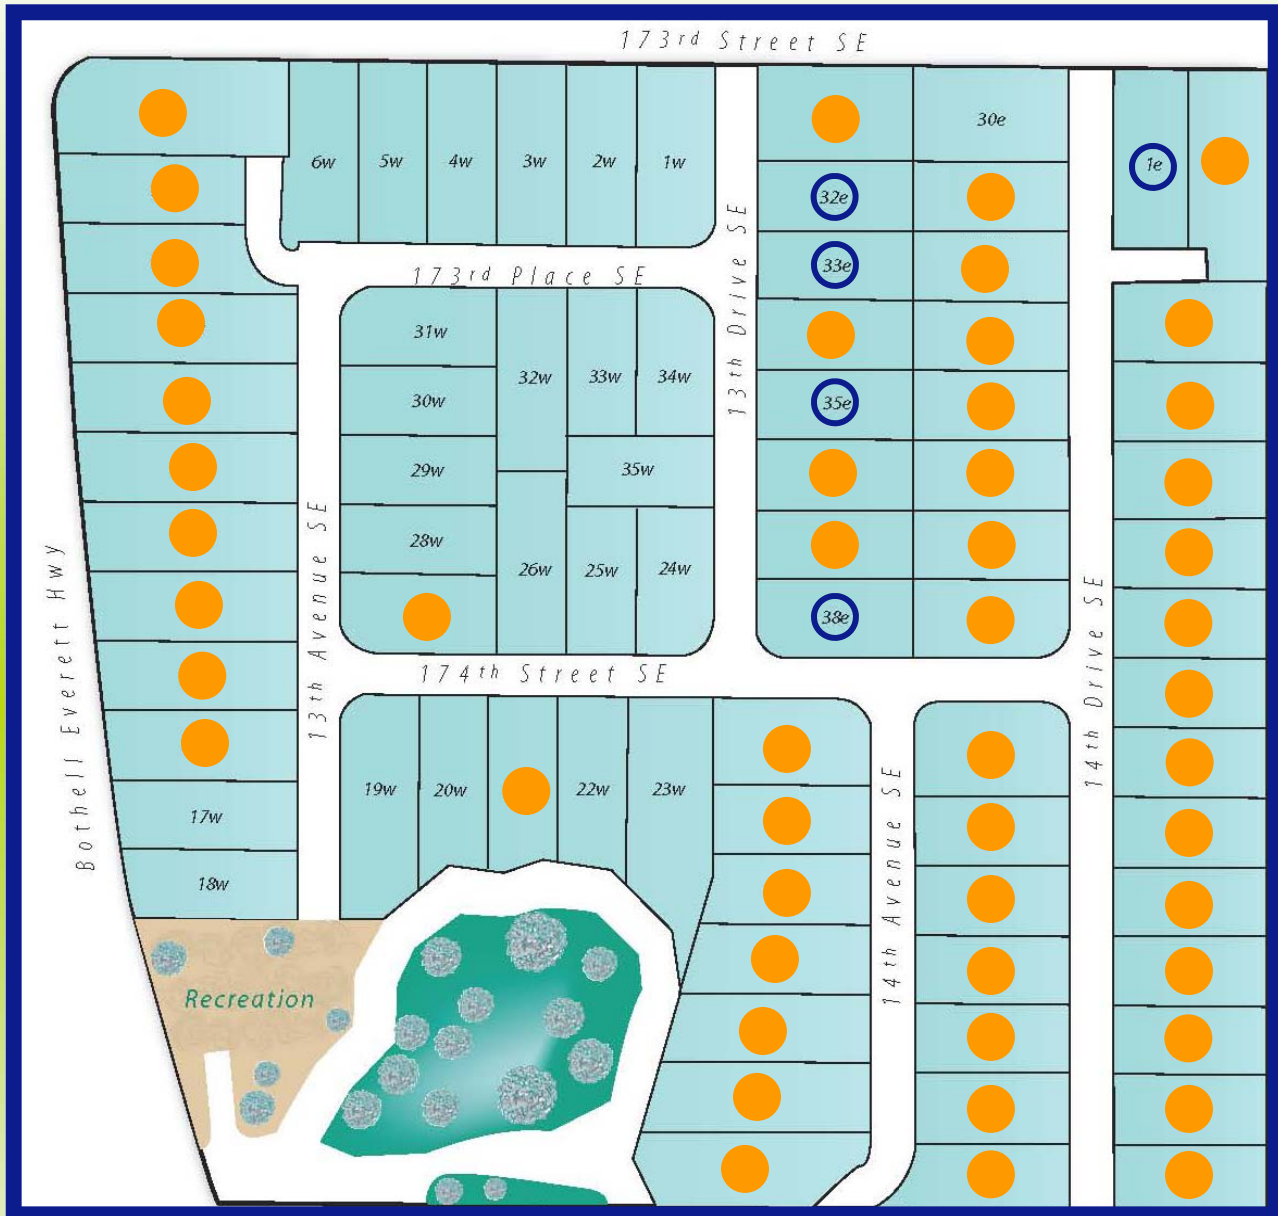 173rd Street SE
6w
5w
4w
3w
2w
1w
30e
1e
32e
33e
173rd Place SE
13th Drive SE
31w
32w
33w
34w
30w
35e
29w
35w
28w
26w
25w
24w
38e
13th Avenue SE
174th Street SE
14th Drive SE
Bothell Everett Hwy
19w
20w
22w
23w
17w
18w
14th Avenue SE
Recreation